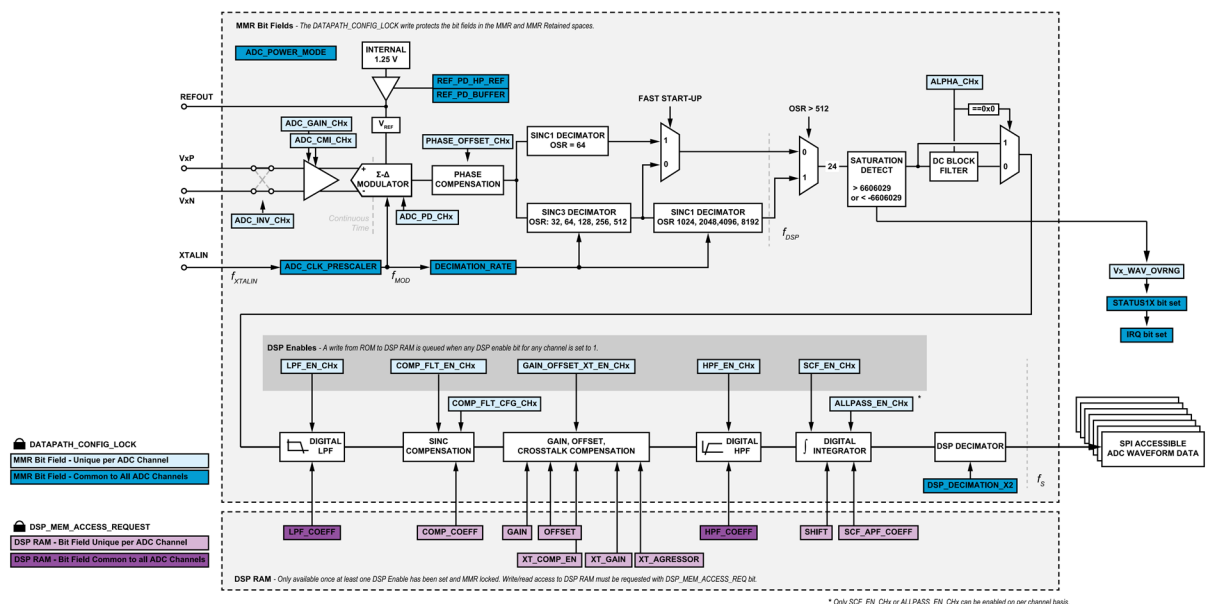 MMR Bit Fields - The DATAPATH_CONFIG_LOCK write protects the bit fields in the MMR and MMR Retained spaces.
ADC_POWER_MODE
INTERNAL
1.25 V
REF_PD_HP_REF
REF_PD_BUFFER
REFOUT
VREF
ADC_GAIN_CHx
ADC_CMI_CHx
PHASE_OFFSET_CHx
FAST START-UP
OSR > 512
ALPHA_CHx
==0x0
VxP
VxN
+
-
Σ-Δ
MODULATOR
PHASE
COMPENSATION
SINC1 DECIMATOR
OSR = 64
1
0
0
1
24
SATURATION
DETECT
> 6606029
or < -6606029
DC BLOCK
FILTER
1
0
ADC_INV_CHx
Continuous
Time
ADC_PD_CHx
SINC3 DECIMATOR
OSR: 32, 64, 128, 256, 512
SINC1 DECIMATOR
OSR 1024, 2048,4096, 8192
fDSP
XTALIN
fXTALIN
ADC_CLK_PRESCALER
fMOD
DECIMATION_RATE
Vx_WAV_OVRNG
STATUS1X bit set
IRQ bit set
DSP Enables - A write from ROM to DSP RAM is queued when any DSP enable bit for any channel is set to 1.
LPF_EN_CHx
COMP_FLT_EN_CHx
GAIN_OFFSET_XT_EN_CHx
HPF_EN_CHx
SCF_EN_CHx
COMP_FLT_CFG_CHx
ALLPASS_EN_CHx
*
DIGITAL
LPF
SINC
COMPENSATION
GAIN, OFFSET,
CROSSTALK COMPENSATION
DIGITAL
HPF
∫
DIGITAL
INTEGRATOR
DSP DECIMATOR
SPI ACCESSIBLE
ADC WAVEFORM DATA
DSP_DECIMATION_X2
fS
DATAPATH_CONFIG_LOCK
MMR Bit Field - Unique per ADC Channel
MMR Bit Field - Common to All ADC Channels
DSP_MEM_ACCESS_REQUEST
DSP RAM - Bit Field Unique per ADC Channel
DSP RAM - Bit Field Common to all ADC Channels
LPF_COEFF
COMP_COEFF
GAIN
OFFSET
HPF_COEFF
SHIFT
SCF_APF_COEFF
XT_COMP_EN
XT_GAIN
XT_AGRESSOR
DSP RAM - Only available once at least one DSP Enable has been set and MMR locked. Write/read access to DSP RAM must be requested with DSP_MEM_ACCESS_REQ bit.
* Only SCF_EN_CHx or ALLPASS_EN_CHx can be enabled on per channel basis.